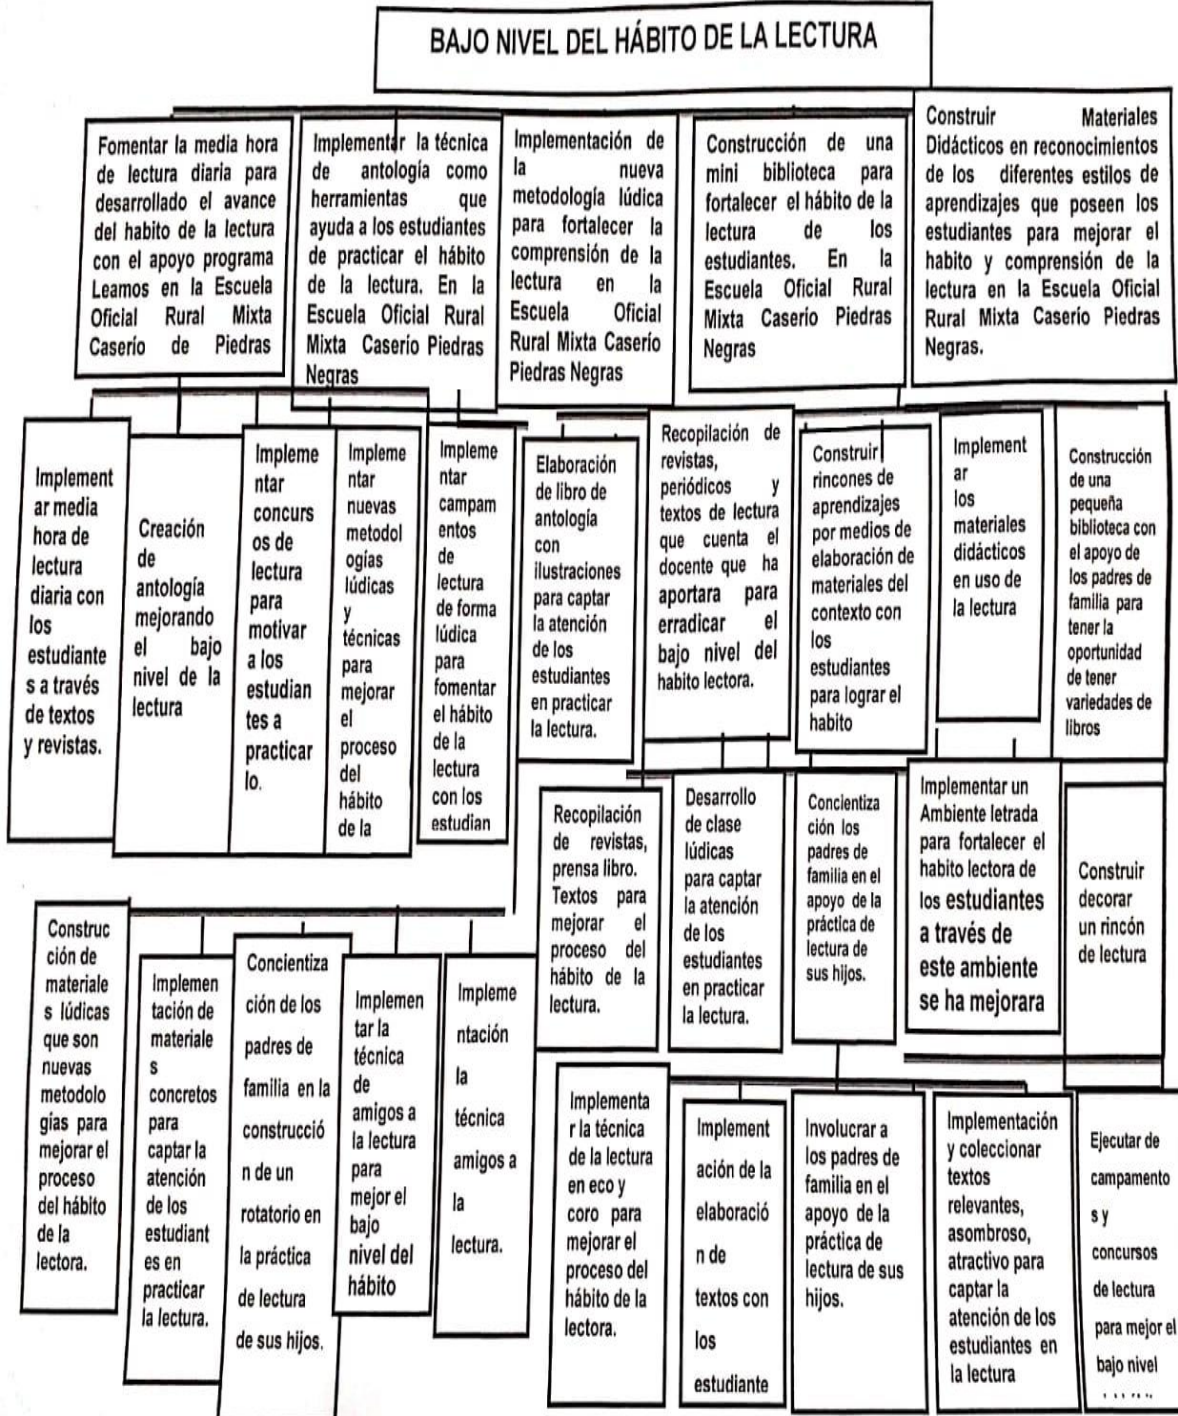 BAJO NIVEL DEL HÁBITO DE LA LECTURA
Fomentar la media hora
de lectura diaria para
desarrollado el avance
del habito de la lectura
con el apoyo programa
Leamos en la Escuela
Oficial Rural Mixta
Caserío de Piedras
Implementar la técnica
de antología como
herramientas que
ayuda a los estudiantes
de practicar el hábito
de la lectura. En la
Escuela Oficial Rural
Mixta Caserío Piedras
Negras
Implementación de
la nueva
metodología lúdica
para fortalecer la
comprensión de la
lectura en la
Escuela Oficial
Rural Mixta Caserío
Piedras Negras
Construcción de una
mini biblioteca para
fortalecer el hábito de la
lectura de los
estudiantes. En la
Escuela Oficial Rural
Mixta Caserío Piedras
Negras
Construir Materiales
Didácticos en reconocimientos
de los diferentes estilos de
aprendizajes que poseen los
estudiantes para mejorar el
habito y comprensión de la
lectura en la Escuela Oficial
Rural Mixta Caserío Piedras
Negras.
Implement
ar media
hora de
lectura
diaria con
los
estudiante
s a través
de textos
y revistas.
Creación
de
antología
mejorando
el bajo
nivel de la
lectura
Impleme
ntar
concurs
os de
lectura
para
motivar
a los
estudian
tes a
practicar
lo.
Impleme
ntar
nuevas
metodol
ogías
lúdicas
y
técnicas
para
mejorar
el
proceso
del
hábito
de la
Impleme
ntar
campam
entos
de
lectura
de forma
lúdica
para
fomentar
el hábito
de la
lectura
con los
estudian
Elaboración
de libro de
antología
con
ilustraciones
para captar
la atención
de los
estudiantes
en practicar
la lectura.
Recopilación de
revistas,
periódicos y
textos de lectura
que cuenta el
docente que ha
aportara para
erradicar el
bajo nivel del
habito lectora.
Construir
rincones de
aprendizajes
por medios de
elaboración de
materiales del
contexto con
los
estudiantes
para lograr el
habito
Implement
ar
los
materiales
didácticos
en uso de
la lectura
Construcción
de una
pequeña
biblioteca con
el apoyo de
los padres de
familia para
tener la
oportunidad
de tener
variedades de
libros
Recopilación
de revistas,
prensa libro.
Textos para
mejorar el
proceso del
hábito de la
lectura.
Desarrollo
de clase
lúdicas
para captar
la atención
de los
estudiantes
en practicar
la lectura.
Concientiza
ción los
padres de
familia en el
apoyo de la
práctica de
lectura de
sus hijos.
Implementar un
Ambiente letrada
para fortalecer el
habito lectora de
los estudiantes
a través de
este ambiente
se ha mejorara
Construir
decorar
un rincón
de lectura
Construc
ción de
materiale
s lúdicas
que son
nuevas
metodolo
gías para
mejorar el
proceso
del hábito
de la
lectora.
Implemen
tación de
materiale
s
concretos
para
captar la
atención
de los
estudiant
es en
practicar
la lectura.
Concientiza
ción de los
padres de
familia en la
construcció
n de un
rotatorio en
la práctica
de lectura
de sus hijos.
Implemen
tar la
técnica
de
amigos a
la lectura
para
mejor el
bajo
nivel del
hábito
Impleme
ntación
la
técnica
amigos a
la
lectura.
Implementa
r la técnica
de la lectura
en eco y
coro para
mejorar el
proceso del
hábito de la
lectora.
Implement
ación de la
elaboració
n de
textos con
los
estudiante
Involucrar a
los padres de
familia en el
apoyo de la
práctica de
lectura de sus
hijos.
Implementación
y coleccionar
textos
relevantes,
asombroso,
atractivo para
captar la
atención de los
estudiantes en
la lectura
Ejecutar de
campamento
s y
concursos
de lectura
para mejor el
bajo nivel